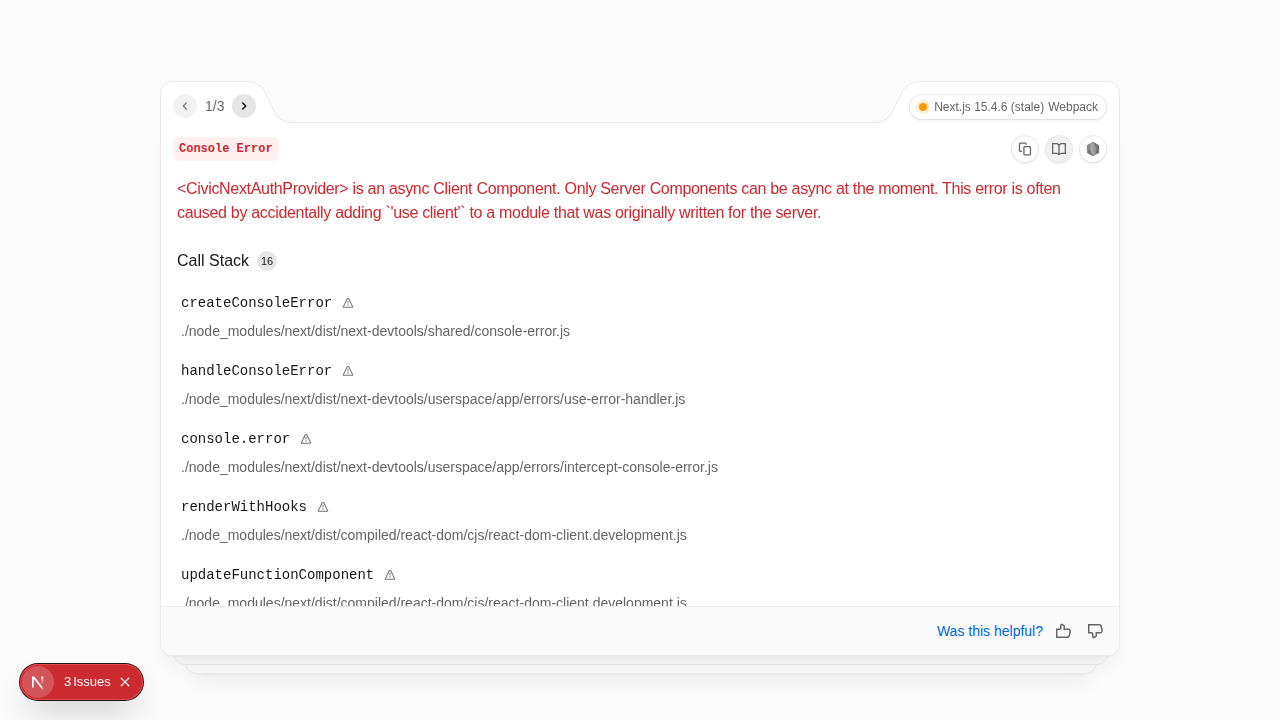 1/3
Next.js 15.4.6 (stale) Webpack
Console Error
<CivicNextAuthProvider> is an async Client Component. Only Server Components can be async at the moment. This error is often
caused by accidentally adding `'use client'` to a module that was originally written for the server.
Call Stack 16
createConsoleError
./node_modules/next/dist/next-devtools/shared/console-error.js
handleConsoleError
./node_modules/next/dist/next-devtools/userspace/app/errors/use-error-handler.js
console.error
./node_modules/next/dist/next-devtools/userspace/app/errors/intercept-console-error.js
renderWithHooks
./node_modules/next/dist/compiled/react-dom/cjs/react-dom-client.development.js
updateFunctionComponent
./node_modules/next/dist/compiled/react-dom/cjs/react-dom-client.development.js
Was this helpful?
N 3 Issues